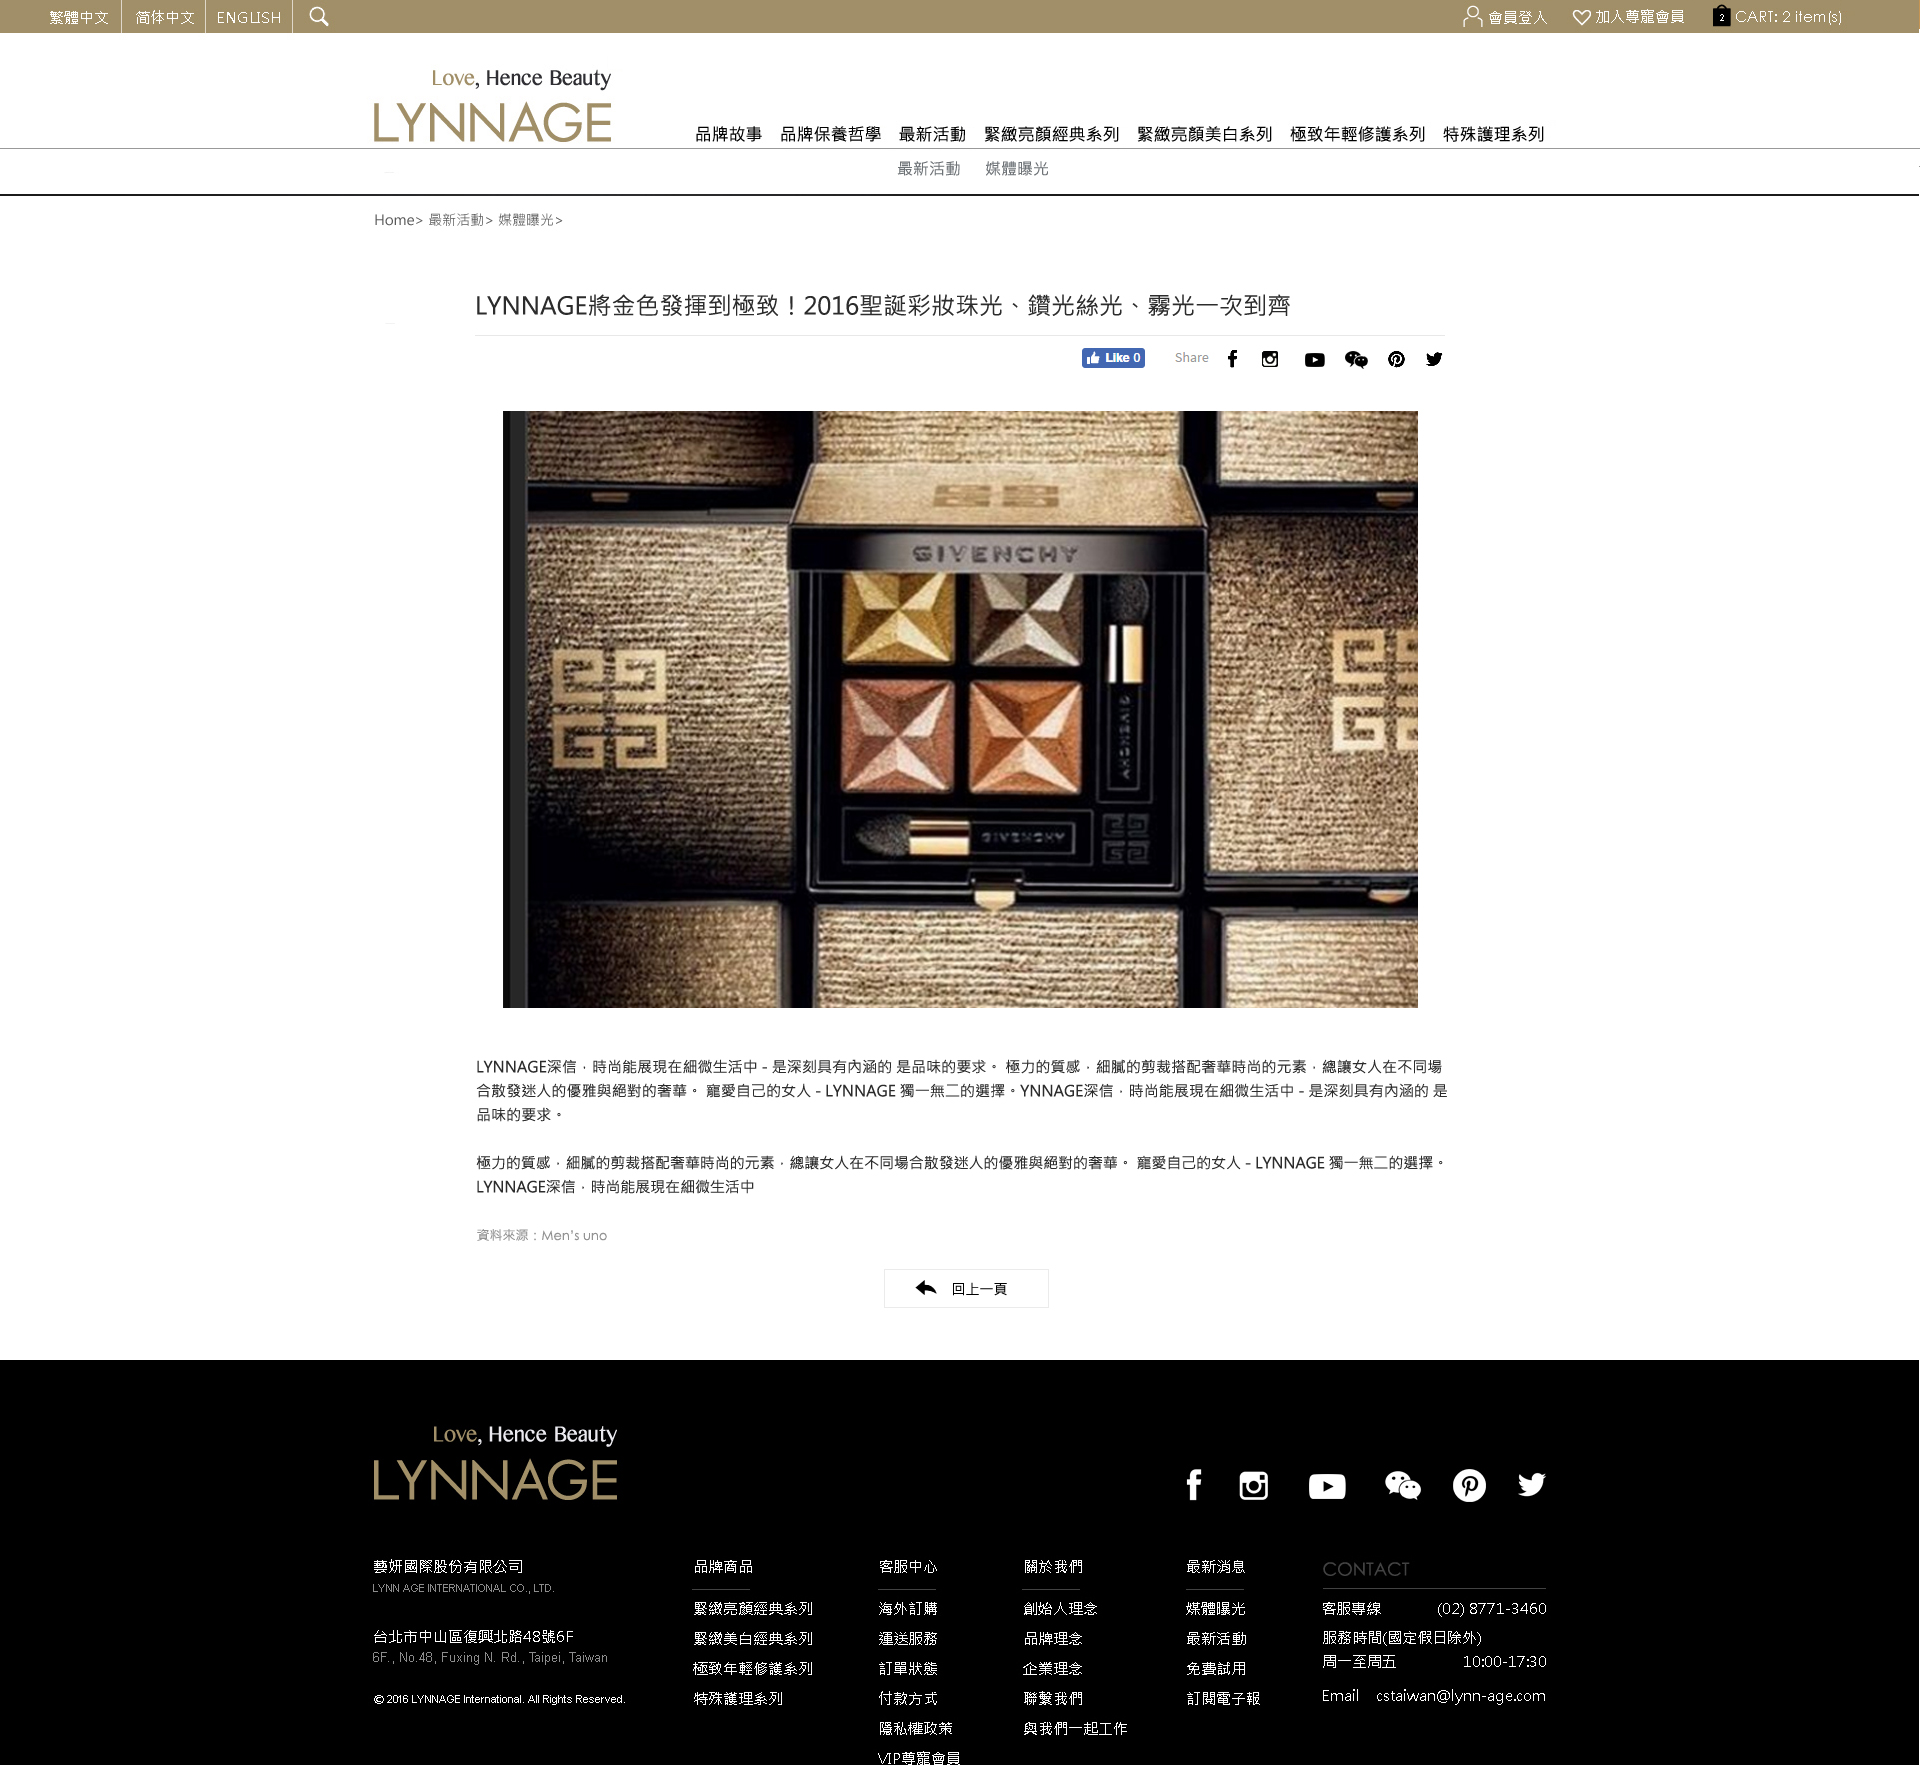 繁體中文 简体中文 ENGLISH
會員登入 加入尊寵會員 2 CART: 2 item(s)
Love, Hence Beauty
LYNNAGE
品牌故事 品牌保養哲學 最新活動 緊緻亮顏經典系列 緊緻亮顏美白系列 極致年輕修護系列 特殊護理系列
最新活動 媒體曝光
Home> 最新活動> 媒體曝光>
LYNNAGE將金色發揮到極致！2016聖誕彩妝珠光、鑽光絲光、霧光一次到齊
Like 0 Share
GIVENCHY
GIVENCHY
GIVENCHY
LYNNAGE深信，時尚能展現在細微生活中 - 是深刻具有內涵的 是品味的要求。 極力的質感，細膩的剪裁搭配奢華時尚的元素，總讓女人在不同場
合散發迷人的優雅與絕對的奢華。 寵愛自己的女人 - LYNNAGE 獨一無二的選擇。YNNAGE深信，時尚能展現在細微生活中 - 是深刻具有內涵的 是
品味的要求。
極力的質感，細膩的剪裁搭配奢華時尚的元素，總讓女人在不同場合散發迷人的優雅與絕對的奢華。 寵愛自己的女人 - LYNNAGE 獨一無二的選擇。
LYNNAGE深信，時尚能展現在細微生活中
資料來源：Men's uno
回上一頁
Love, Hence Beauty
LYNNAGE
藝妍國際股份有限公司
LYNN AGE INTERNATIONAL CO., LTD.
台北市中山區復興北路48號6F
6F., No.48, Fuxing N. Rd., Taipei, Taiwan
© 2016 LYNNAGE International. All Rights Reserved.
品牌商品
緊緻亮顏經典系列
緊緻美白經典系列
極致年輕修護系列
特殊護理系列
客服中心
海外訂購
運送服務
訂單狀態
付款方式
隱私權政策
VIP尊寵會員
關於我們
創始人理念
品牌理念
企業理念
聯繫我們
與我們一起工作
最新消息
媒體曝光
最新活動
免費試用
訂閱電子報
CONTACT
客服專線 (02) 8771-3460
服務時間(國定假日除外)
周一至周五 10:00-17:30
Email cstaiwan@lynn-age.com